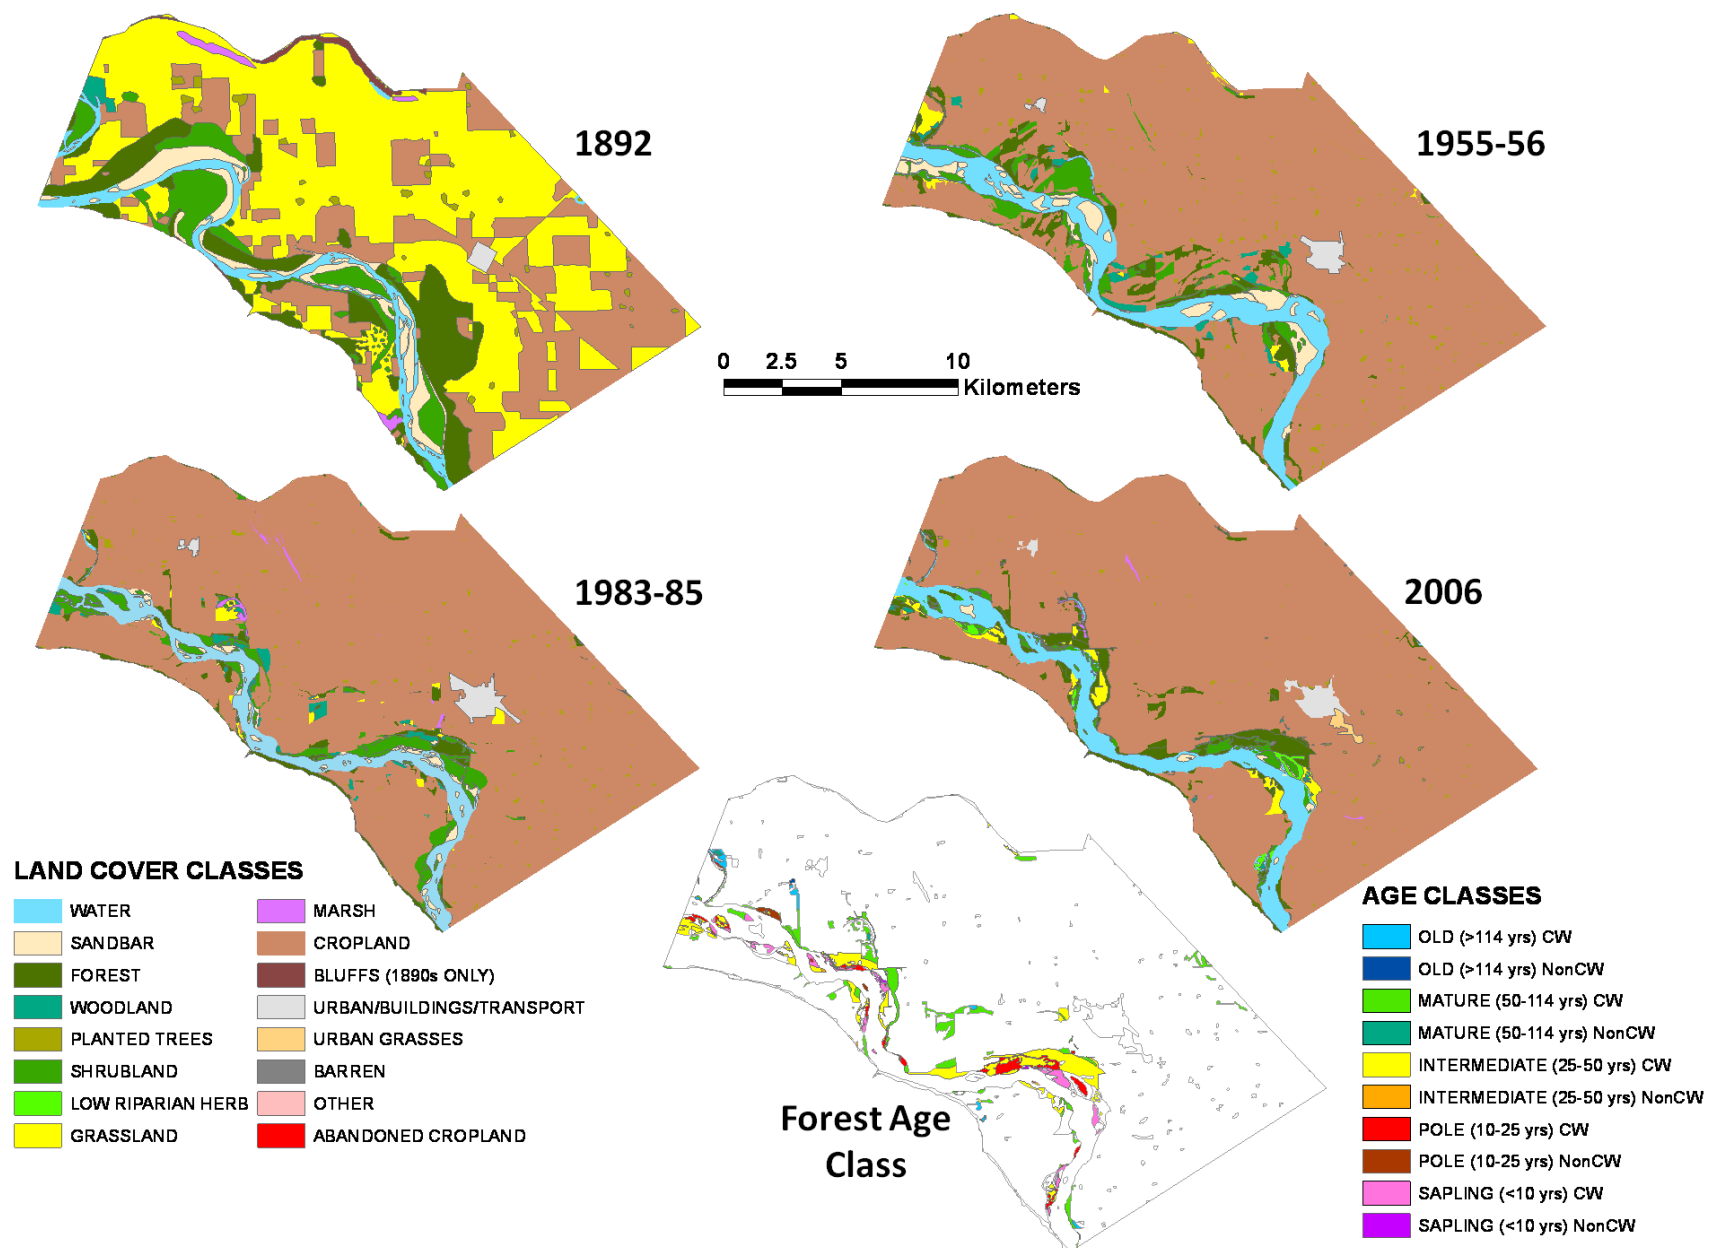 1892
1955-56
0 2.5 5 10
Kilometers
1983-85
2006
LAND COVER CLASSES
WATER
SANDBAR
FOREST
WOODLAND
PLANTED TREES
SHRUBLAND
LOW RIPARIAN HERB
GRASSLAND
MARSH
CROPLAND
BLUFFS (1890s ONLY)
URBAN/BUILDINGS/TRANSPORT
URBAN GRASSES
BARREN
OTHER
ABANDONED CROPLAND
Forest Age
Class
AGE CLASSES
OLD (>114 yrs) CW
OLD (>114 yrs) NonCW
MATURE (50-114 yrs) CW
MATURE (50-114 yrs) NonCW
INTERMEDIATE (25-50 yrs) CW
INTERMEDIATE (25-50 yrs) NonCW
POLE (10-25 yrs) CW
POLE (10-25 yrs) NonCW
SAPLING (<10 yrs) CW
SAPLING (<10 yrs) NonCW